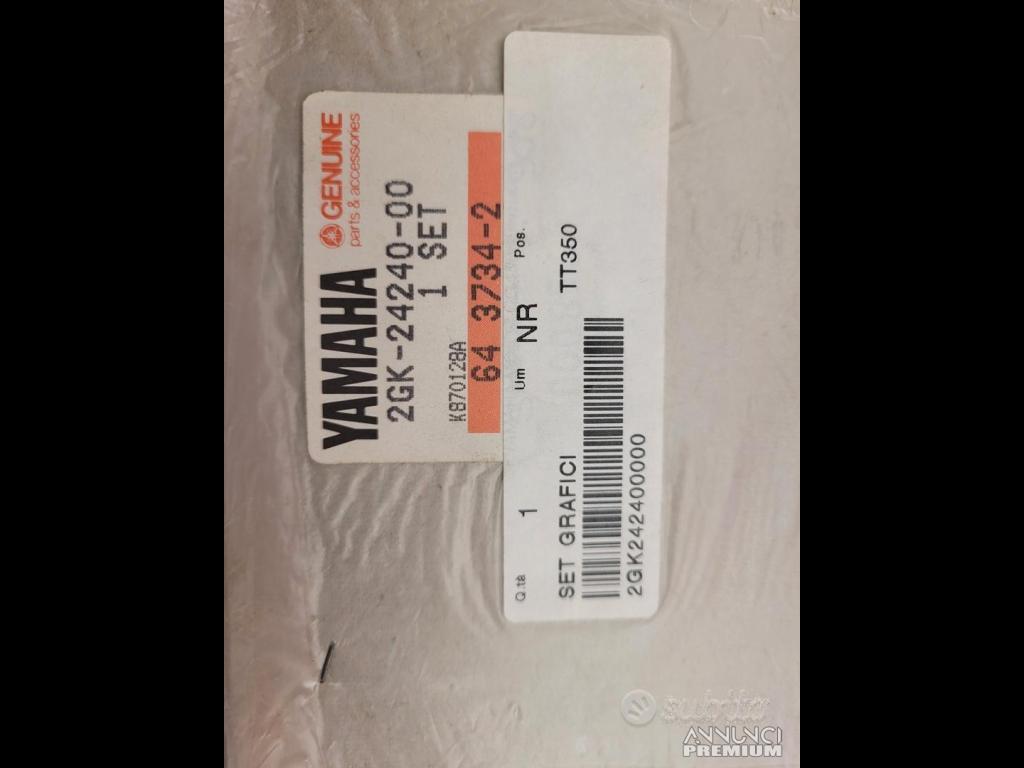 YAMAHA
GENUINE
parts & accessories
2GK-24240-00
1 SET
K870128A
64 3734-2
Q.tà 1 Um NR Pos.
SET GRAFICI TT350
2GK242400000
subito
ANNUNCI
PREMIUM